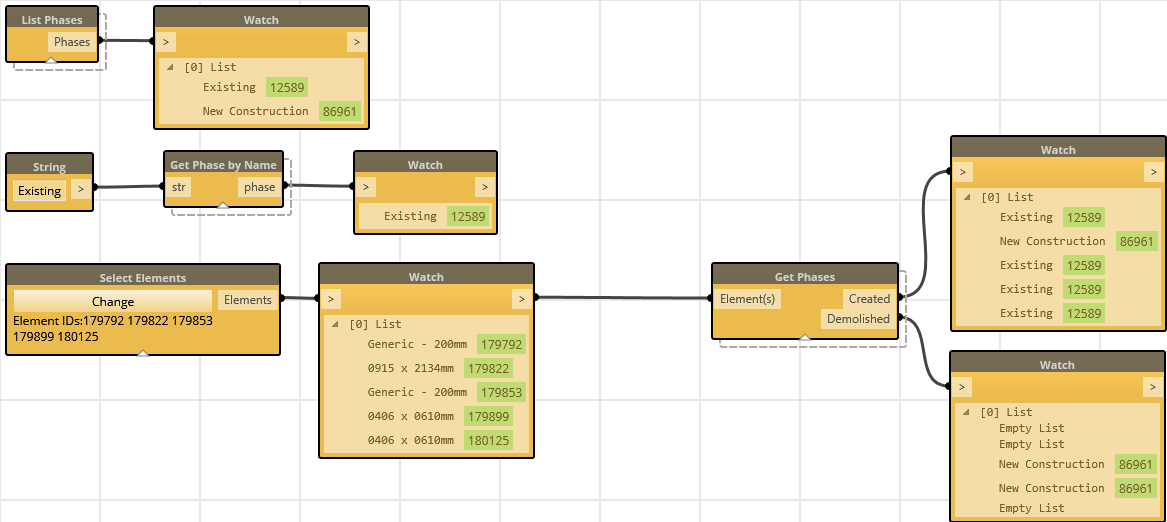 List Phases
Phases
Watch
> >
[0] List
Existing 12589
New Construction 86961
String
Existing >
Get Phase by Name
str phase
Watch
> >
Existing 12589
Select Elements
Change Elements
Element IDs:179792 179822 179853
179899 180125
Watch
> >
[0] List
Generic - 200mm 179792
0915 x 2134mm 179822
Generic - 200mm 179853
0406 x 0610mm 179899
0406 x 0610mm 180125
Get Phases
Element(s) Created
Demolished
Watch
> >
[0] List
Existing 12589
New Construction 86961
Existing 12589
Existing 12589
Existing 12589
Watch
> >
[0] List
Empty List
Empty List
New Construction 86961
New Construction 86961
Empty List